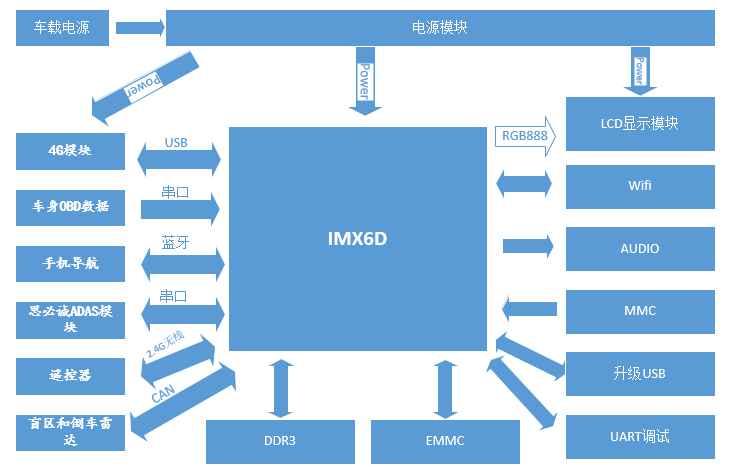 车载电源
电源模块
Power
Power
Power
4G模块
USB
RGB888
LCD显示模块
车身OBD数据
串口
Wifi
手机导航
蓝牙
IMX6D
AUDIO
思必诚ADAS模
块
串口
MMC
遥控器
2.4G无线
升级USB
盲区和倒车雷
达
CAN
DDR3
EMMC
UART调试